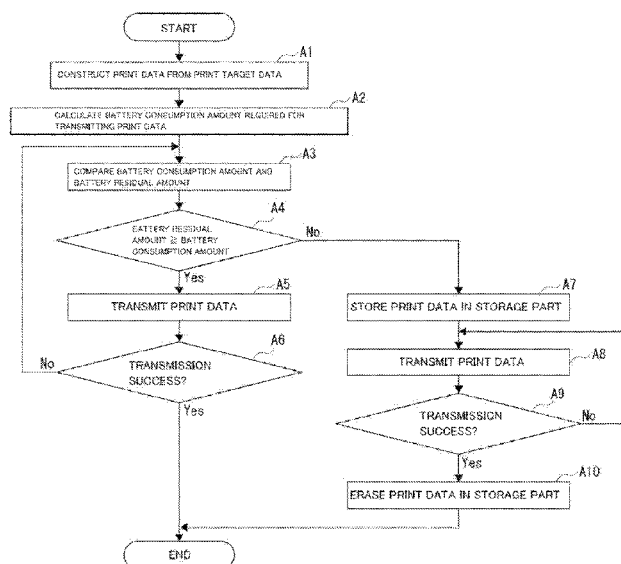 START
A1
CONSTRUCT PRINT DATA FROM PRINT TARGET DATA
A2
CALCULATE BATTERY CONSUMPTION AMOUNT REQUIRED FOR
TRANSMITTING PRINT DATA
A3
COMPARE BATTERY CONSUMPTION AMOUNT AND
BATTERY RESIDUAL AMOUNT
A4
BATTERY RESIDUAL
AMOUNT ≧ BATTERY
CONSUMPTION AMOUNT
No
Yes
A5
TRANSMIT PRINT DATA
A7
STORE PRINT DATA IN STORAGE PART
A6
No
TRANSMISSION
SUCCESS?
Yes
A8
TRANSMIT PRINT DATA
A9
TRANSMISSION
SUCCESS?
No
Yes
A10
ERASE PRINT DATA IN STORAGE PART
END